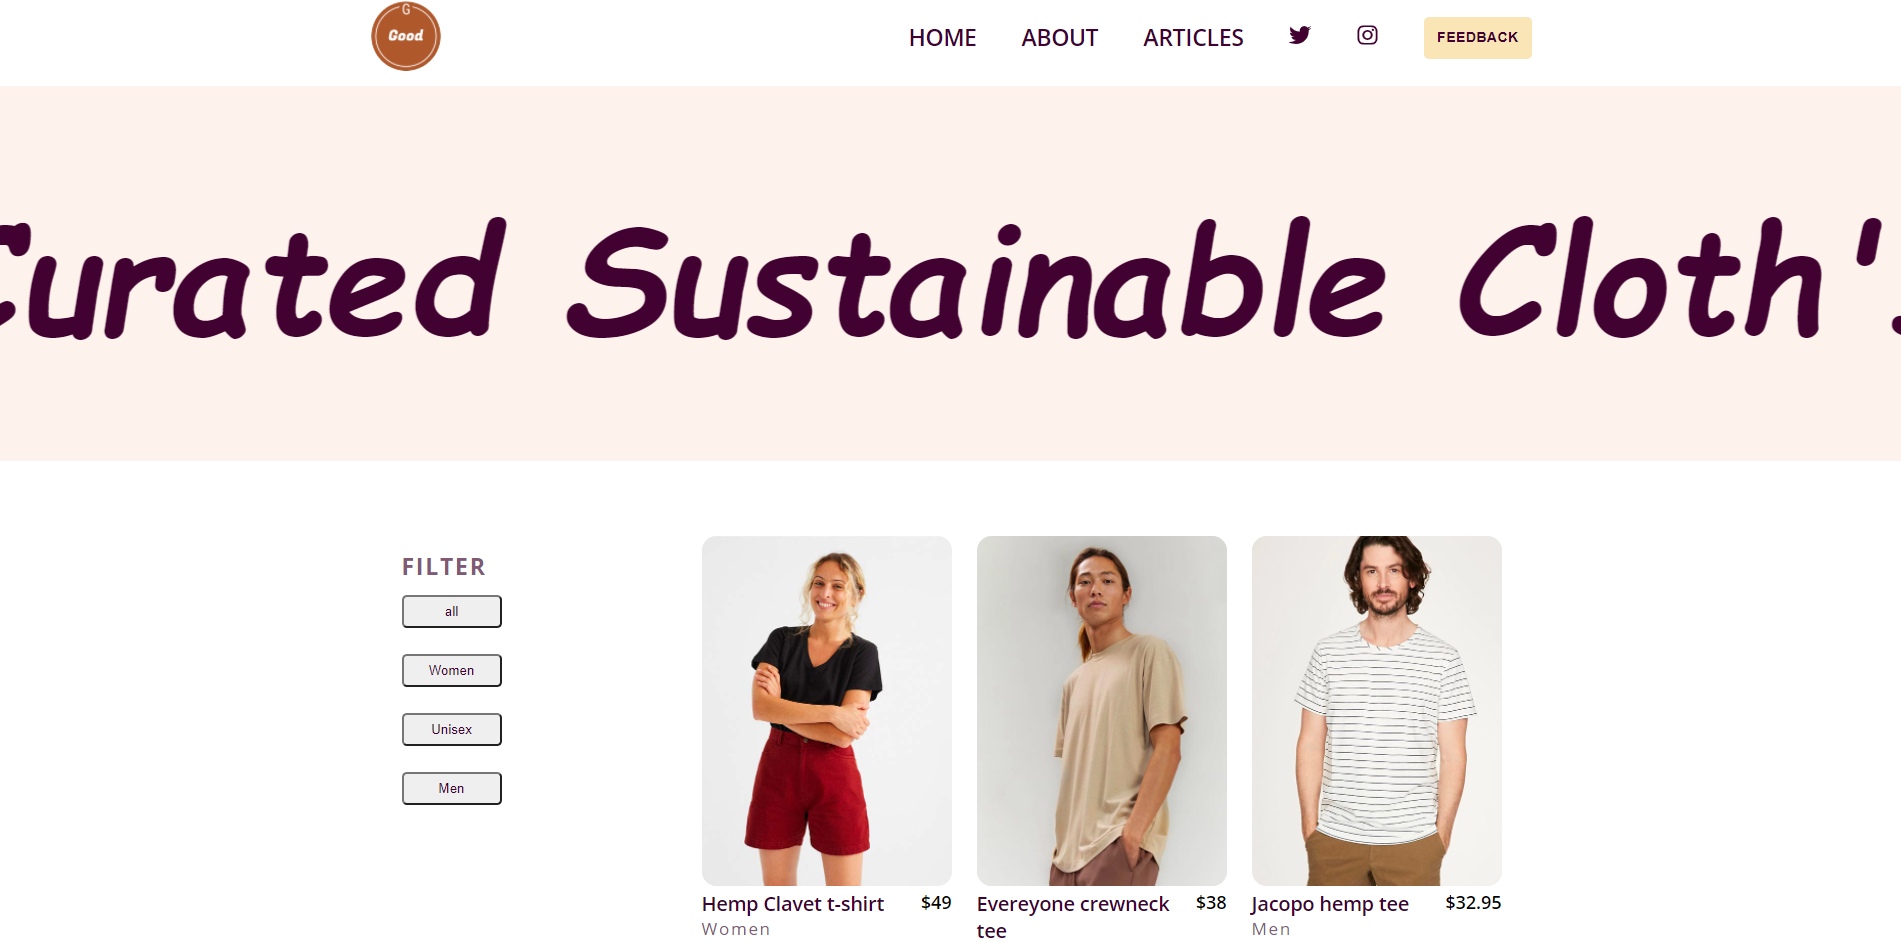 G
Good
HOME ABOUT ARTICLES FEEDBACK
Curated Sustainable Cloth'
FILTER
all
Women
Unisex
Men
Hemp Clavet t-shirt $49
Women
Evereyone crewneck $38
tee
Jacopo hemp tee $32.95
Men